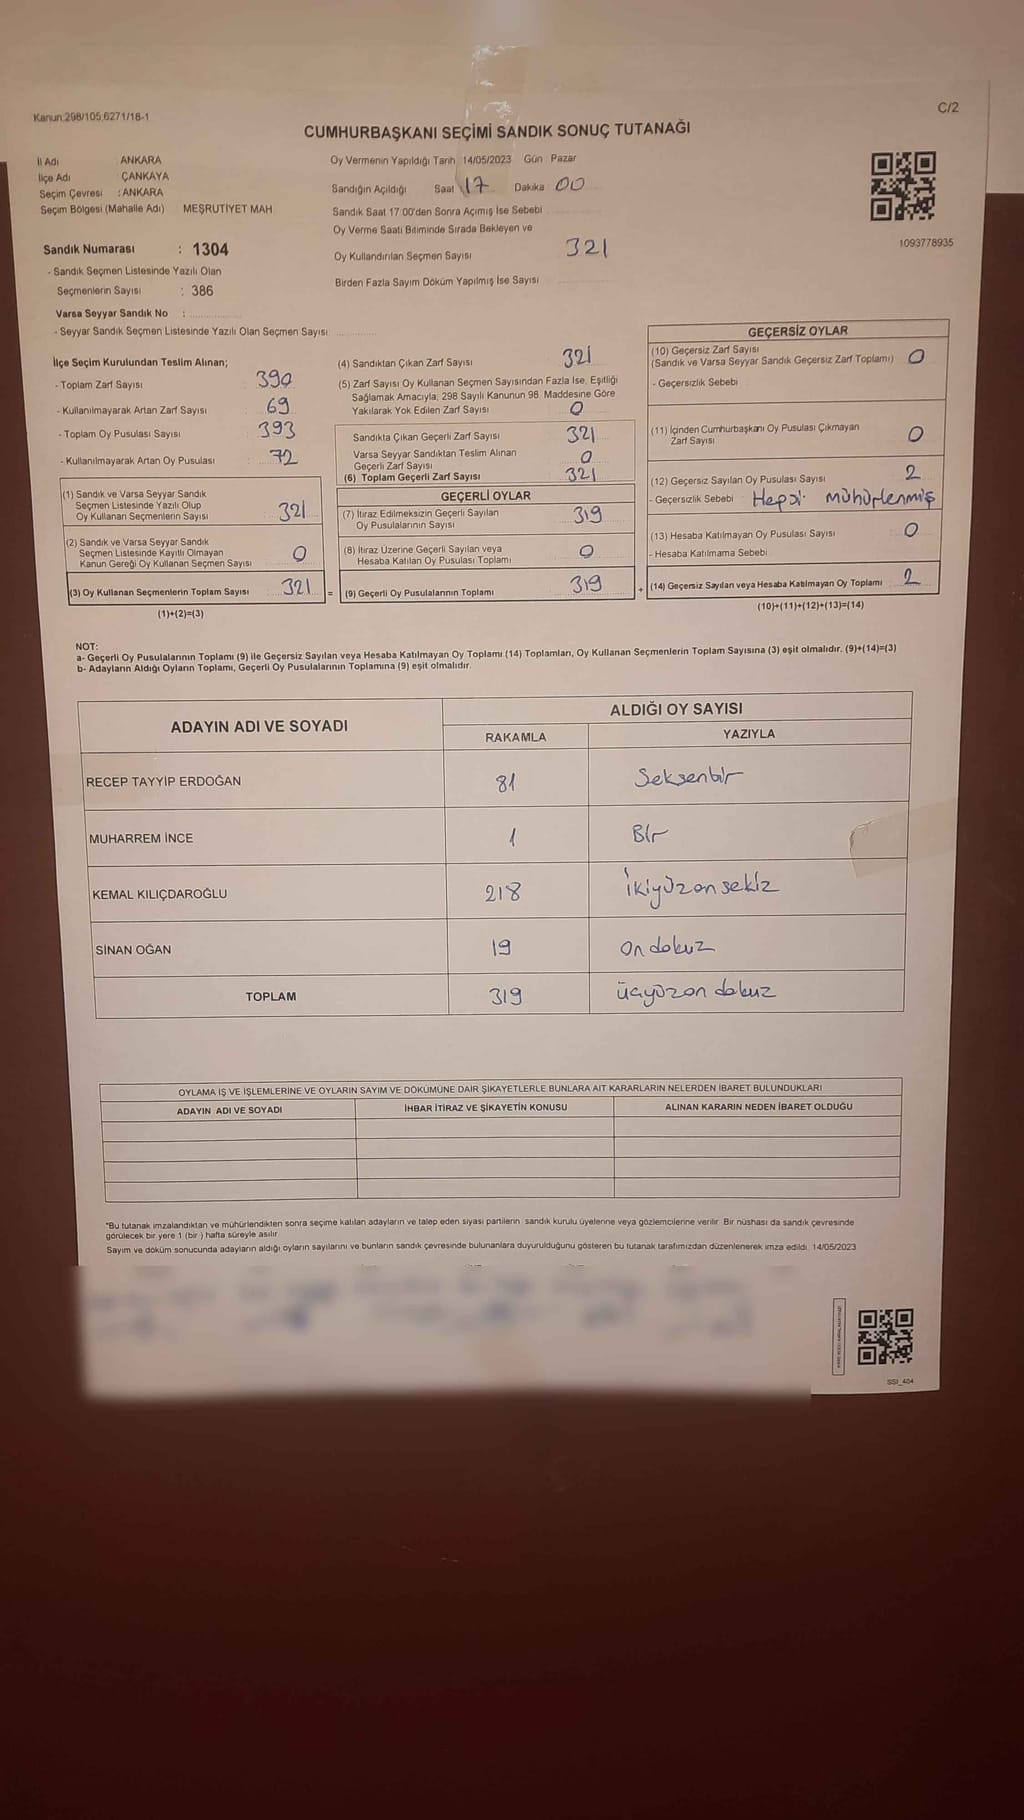 Kanun.298/105,6271/18-1
C/2
CUMHURBAŞKANI SEÇİMİ SANDIK SONUÇ TUTANAĞI
İl Adı ANKARA
İlçe Adı : ÇANKAYA
Seçim Çevresi : ANKARA
Seçim Bölgesi (Mahalle Adı) MEŞRUTİYET MAH
Sandık Numarası : 1304
- Sandık Seçmen Listesinde Yazılı Olan
Seçmenlerin Sayısı : 386
Varsa Seyyar Sandık No :
- Seyyar Sandık Seçmen Listesinde Yazılı Olan Seçmen Sayısı
Oy Vermenin Yapıldığı Tarih 14/05/2023 Gün Pazar
Sandığın Açıldığı Saat 17 Dakika 00
Sandık Saat 17:00'den Sonra Açımış İse Sebebi
Oy Verme Saati Bitiminde Sırada Bekleyen ve
Oy Kullandırılan Seçmen Sayısı 321
Birden Fazla Sayım Döküm Yapılmış İse Sayısı
1093778935
İlçe Seçim Kurulundan Teslim Alınan;
- Toplam Zarf Sayısı 390
- Kullanılmayarak Artan Zarf Sayısı 69
- Toplam Oy Pusulası Sayısı 393
- Kullanılmayarak Artan Oy Pusulası 72
(1) Sandık ve Varsa Seyyar Sandık
Seçmen Listesinde Yazılı Olup
Oy Kullanan Seçmenlerin Sayısı 321
(2) Sandık ve Varsa Seyyar Sandık
Seçmen Listesinde Kayıtlı Olmayan
Kanun Gereği Oy Kullanan Seçmen Sayısı 0
(3) Oy Kullanan Seçmenlerin Toplam Sayısı 321 =
(1)+(2)=(3)
(4) Sandıktan Çıkan Zarf Sayısı 321
(5) Zarf Sayısı Oy Kullanan Seçmen Sayısından Fazla İse, Eşitliği
Sağlamak Amacıyla, 298 Sayılı Kanunun 98. Maddesine Göre
Yakılarak Yok Edilen Zarf Sayısı 0
Sandıkta Çıkan Geçerli Zarf Sayısı 321
Varsa Seyyar Sandıktan Teslim Alınan
Geçerli Zarf Sayısı 0
(6) Toplam Geçerli Zarf Sayısı 321
GEÇERLİ OYLAR
(7) İtiraz Edilmeksizin Geçerli Sayılan
Oy Pusulalarının Sayısı 319
(8) İtiraz Üzerine Geçerli Sayılan veya
Hesaba Katılan Oy Pusulası Toplamı 0
(9) Geçerli Oy Pusulalarının Toplamı 319 +
GEÇERSİZ OYLAR
(10) Geçersiz Zarf Sayısı
(Sandık ve Varsa Seyyar Sandık Geçersiz Zarf Toplamı) 0
- Geçersizlik Sebebi
(11) İçinden Cumhurbaşkanı Oy Pusulası Çıkmayan
Zarf Sayısı 0
(12) Geçersiz Sayılan Oy Pusulası Sayısı 2
- Geçersizlik Sebebi Hepsi mühürlenmiş
(13) Hesaba Katılmayan Oy Pusulası Sayısı 0
- Hesaba Katılmama Sebebi
(14) Geçersiz Sayılan veya Hesaba Katılmayan Oy Toplamı 2
(10)+(11)+(12)+(13)=(14)
NOT:
a- Geçerli Oy Pusulalarının Toplamı (9) ile Geçersiz Sayılan veya Hesaba Katılmayan Oy Toplamı (14) Toplamları, Oy Kullanan Seçmenlerin Toplam Sayısına (3) eşit olmalıdır. (9)+(14)=(3)
b- Adayların Aldığı Oyların Toplamı, Geçerli Oy Pusulalarının Toplamına (9) eşit olmalıdır.
ADAYIN ADI VE SOYADI ALDIĞI OY SAYISI
RAKAMLA YAZIYLA
RECEP TAYYİP ERDOĞAN 81 Seksenbir
MUHARREM İNCE 1 Bir
KEMAL KILIÇDAROĞLU 218 ikiyüzonsekiz
SİNAN OĞAN 19 on dokuz
TOPLAM 319 üçyüzon dokuz
OYLAMA İŞ VE İŞLEMLERİNE VE OYLARIN SAYIM VE DÖKÜMÜNE DAİR ŞİKAYETLERLE BUNLARA AİT KARARLARIN NELERDEN İBARET BULUNDUKLARI
ADAYIN ADI VE SOYADI İHBAR İTİRAZ VE ŞİKAYETİN KONUSU ALINAN KARARIN NEDEN İBARET OLDUĞU
*Bu tutanak imzalandıktan ve mühürlendikten sonra seçime katılan adayların ve talep eden siyasi partilerin sandık kurulu üyelerine veya gözlemcilerine verilir. Bir nüshası da sandık çevresinde
görülecek bir yere 1 (bir ) hafta süreyle asılır
Sayım ve döküm sonucunda adayların aldığı oyların sayılarını ve bunların sandık çevresinde bulunanlara duyurulduğunu gösteren bu tutanak tarafımızdan düzenlenerek imza edildi. 14/05/2023
SSI_404